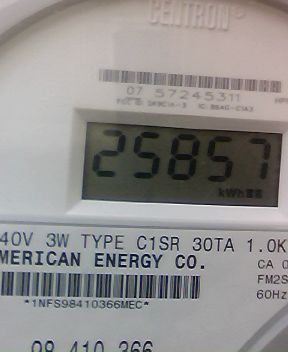 CENTRON®
07 57245311
25857
kWh
40V 3W TYPE C1SR 30TA 1.0K
MERICAN ENERGY CO.
CA 0
FM2S
60Hz
*1NFS98410366MEC*
98 410 366